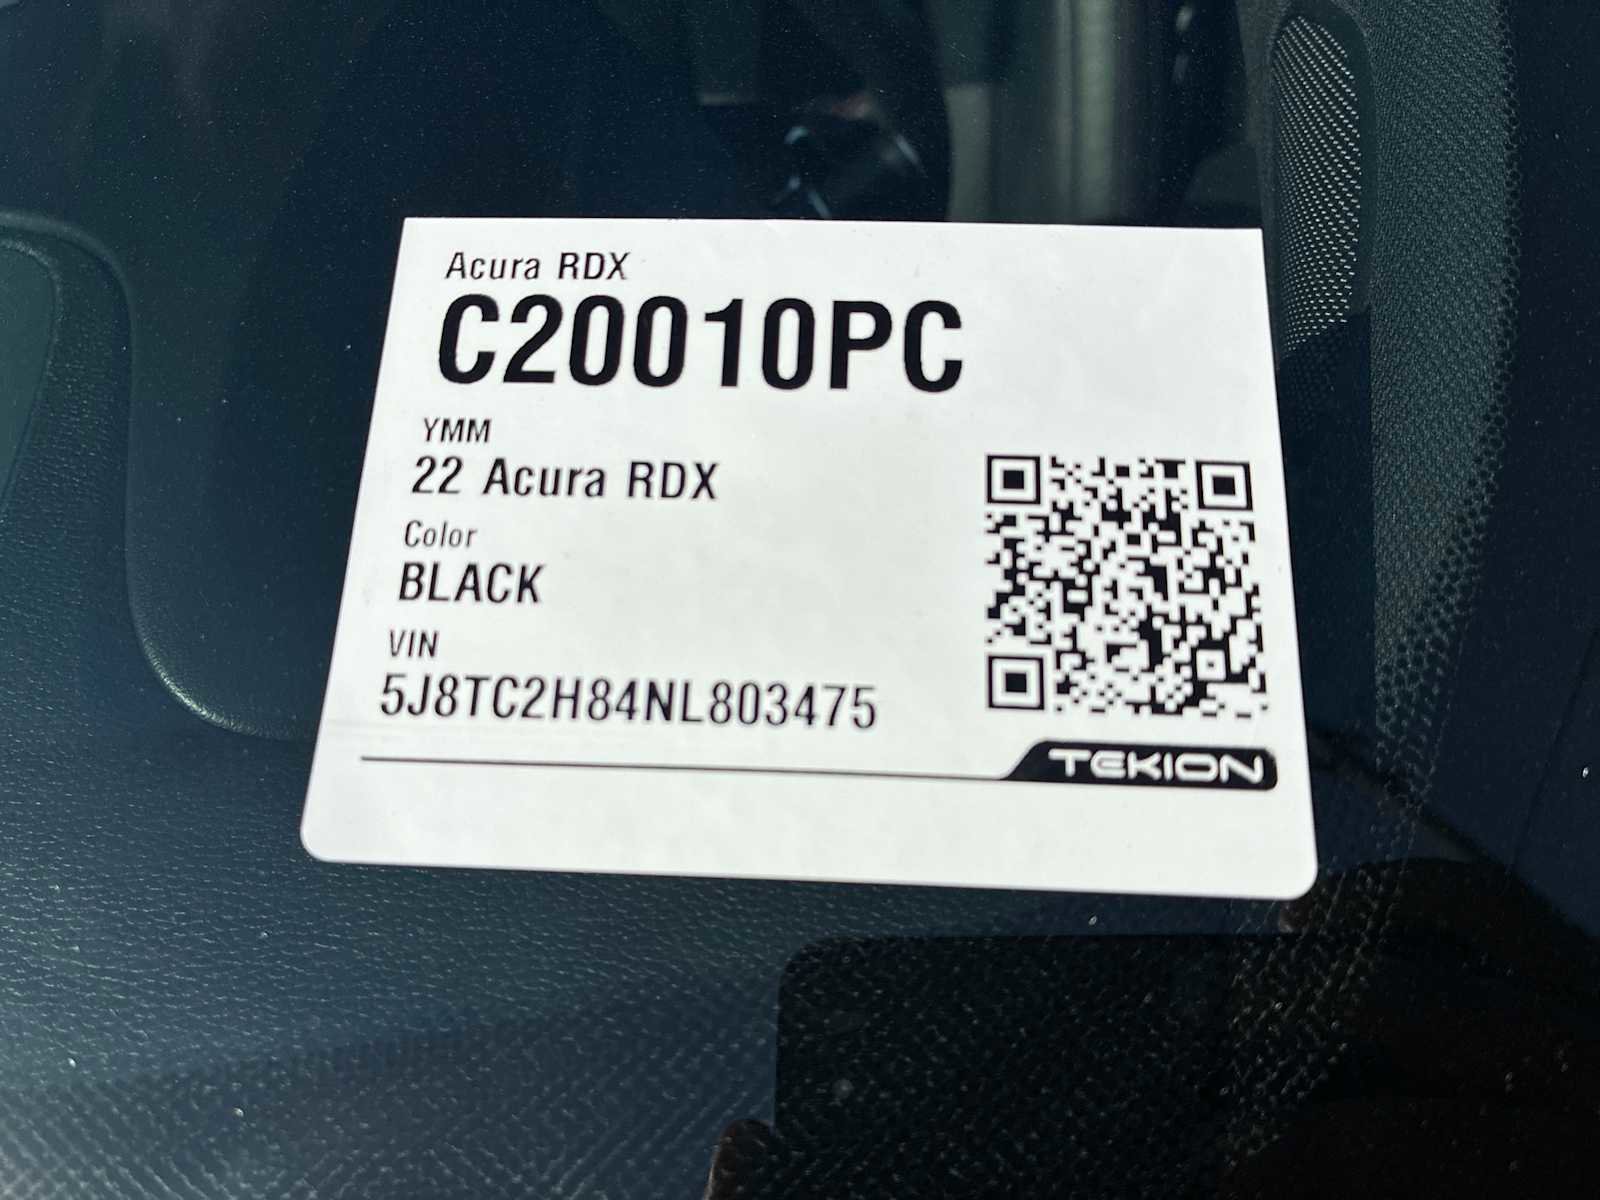 Acura RDX
C20010PC
YMM
22 Acura RDX
Color
BLACK
VIN
5J8TC2H84NL803475
TEKION